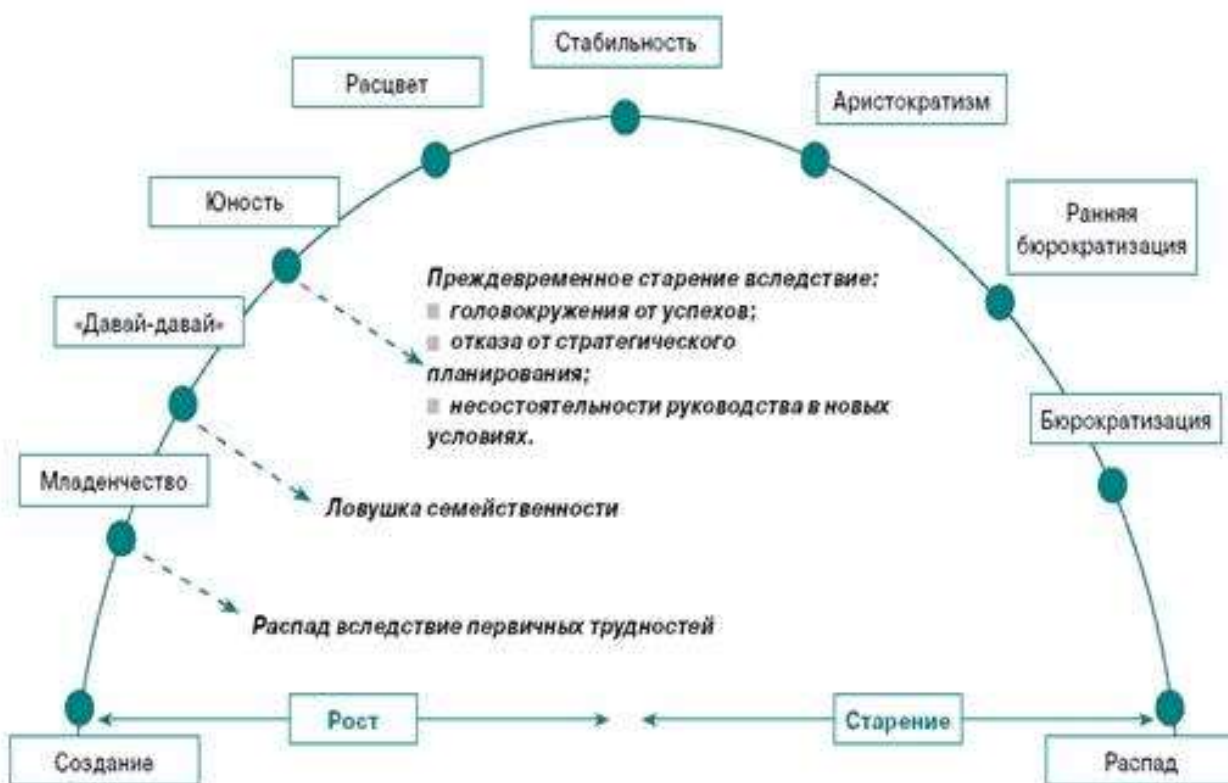 Стабильность
Расцвет
Аристократизм
Юность
Ранняя
бюрократизация
Преждевременное старение вследствие:
головокружения от успехов;
отказа от стратегического
планирования;
несостоятельности руководства в новых
условиях.
«Давай-давай»
Бюрократизация
Младенчество
Ловушка семейственности
Распад вследствие первичных трудностей
Рост
Старение
Создание
Распад